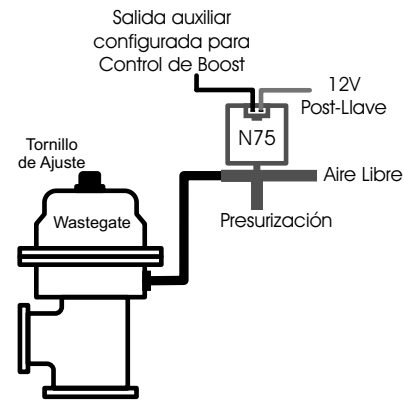 Salida auxiliar
configurada para
Control de Boost
12V
Post-Llave
N75
Tornillo
de Ajuste
Aire Libre
Wastegate
Presurización